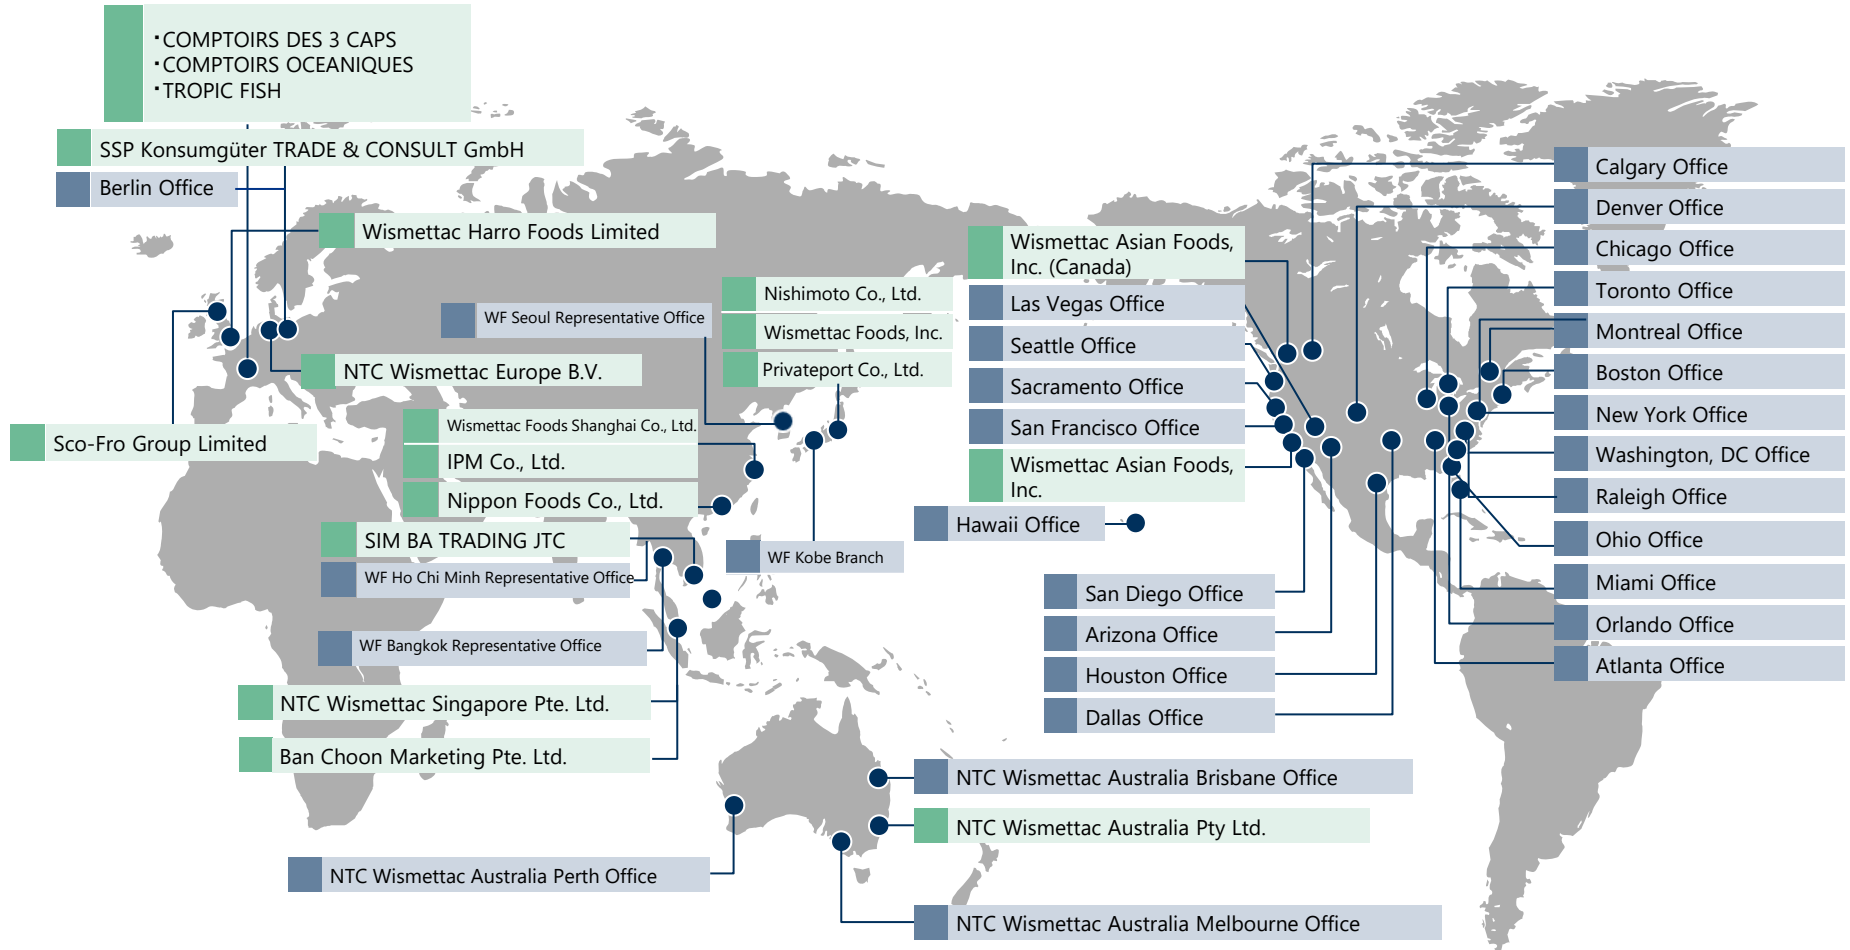 ・COMPTOIRS DES 3 CAPS
・COMPTOIRS OCEANIQUES
・TROPIC FISH
SSP Konsumgüter TRADE & CONSULT GmbH
Berlin Office
Wismettac Harro Foods Limited
NTC Wismettac Europe B.V.
Sco-Fro Group Limited
WF Seoul Representative Office
Nishimoto Co., Ltd.
Wismettac Foods, Inc.
Privateport Co., Ltd.
Wismettac Foods Shanghai Co., Ltd.
IPM Co., Ltd.
Nippon Foods Co., Ltd.
SIM BA TRADING JTC
WF Ho Chi Minh Representative Office
WF Kobe Branch
WF Bangkok Representative Office
NTC Wismettac Singapore Pte. Ltd.
Ban Choon Marketing Pte. Ltd.
NTC Wismettac Australia Perth Office
NTC Wismettac Australia Brisbane Office
NTC Wismettac Australia Pty Ltd.
NTC Wismettac Australia Melbourne Office
Wismettac Asian Foods,
Inc. (Canada)
Las Vegas Office
Seattle Office
Sacramento Office
San Francisco Office
Wismettac Asian Foods,
Inc.
Hawaii Office
San Diego Office
Arizona Office
Houston Office
Dallas Office
Calgary Office
Denver Office
Chicago Office
Toronto Office
Montreal Office
Boston Office
New York Office
Washington, DC Office
Raleigh Office
Ohio Office
Miami Office
Orlando Office
Atlanta Office